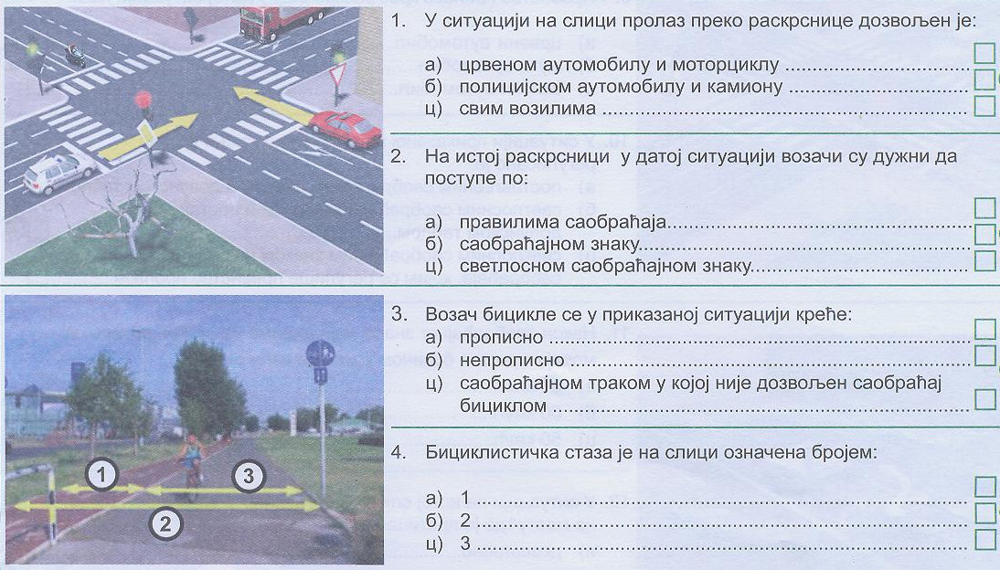 1. У ситуацији на слици пролаз преко раскрснице дозвољен је:
а) црвеном аутомобилу и моторциклу
б) полицијском аутомобилу и камиону
ц) свим возилима
2. На истој раскрсници у датој ситуацији возачи су дужни да
поступе по:
а) правилима саобраћаја
б) саобраћајном знаку
ц) светлосном саобраћајном знаку
3. Возач бицикле се у приказаној ситуацији креће:
а) прописно
б) непрописно
ц) саобраћајном траком у којој није дозвољен саобраћај
бициклом
1
3
2
4. Бициклистичка стаза је на слици означена бројем:
а) 1
б) 2
ц) 3